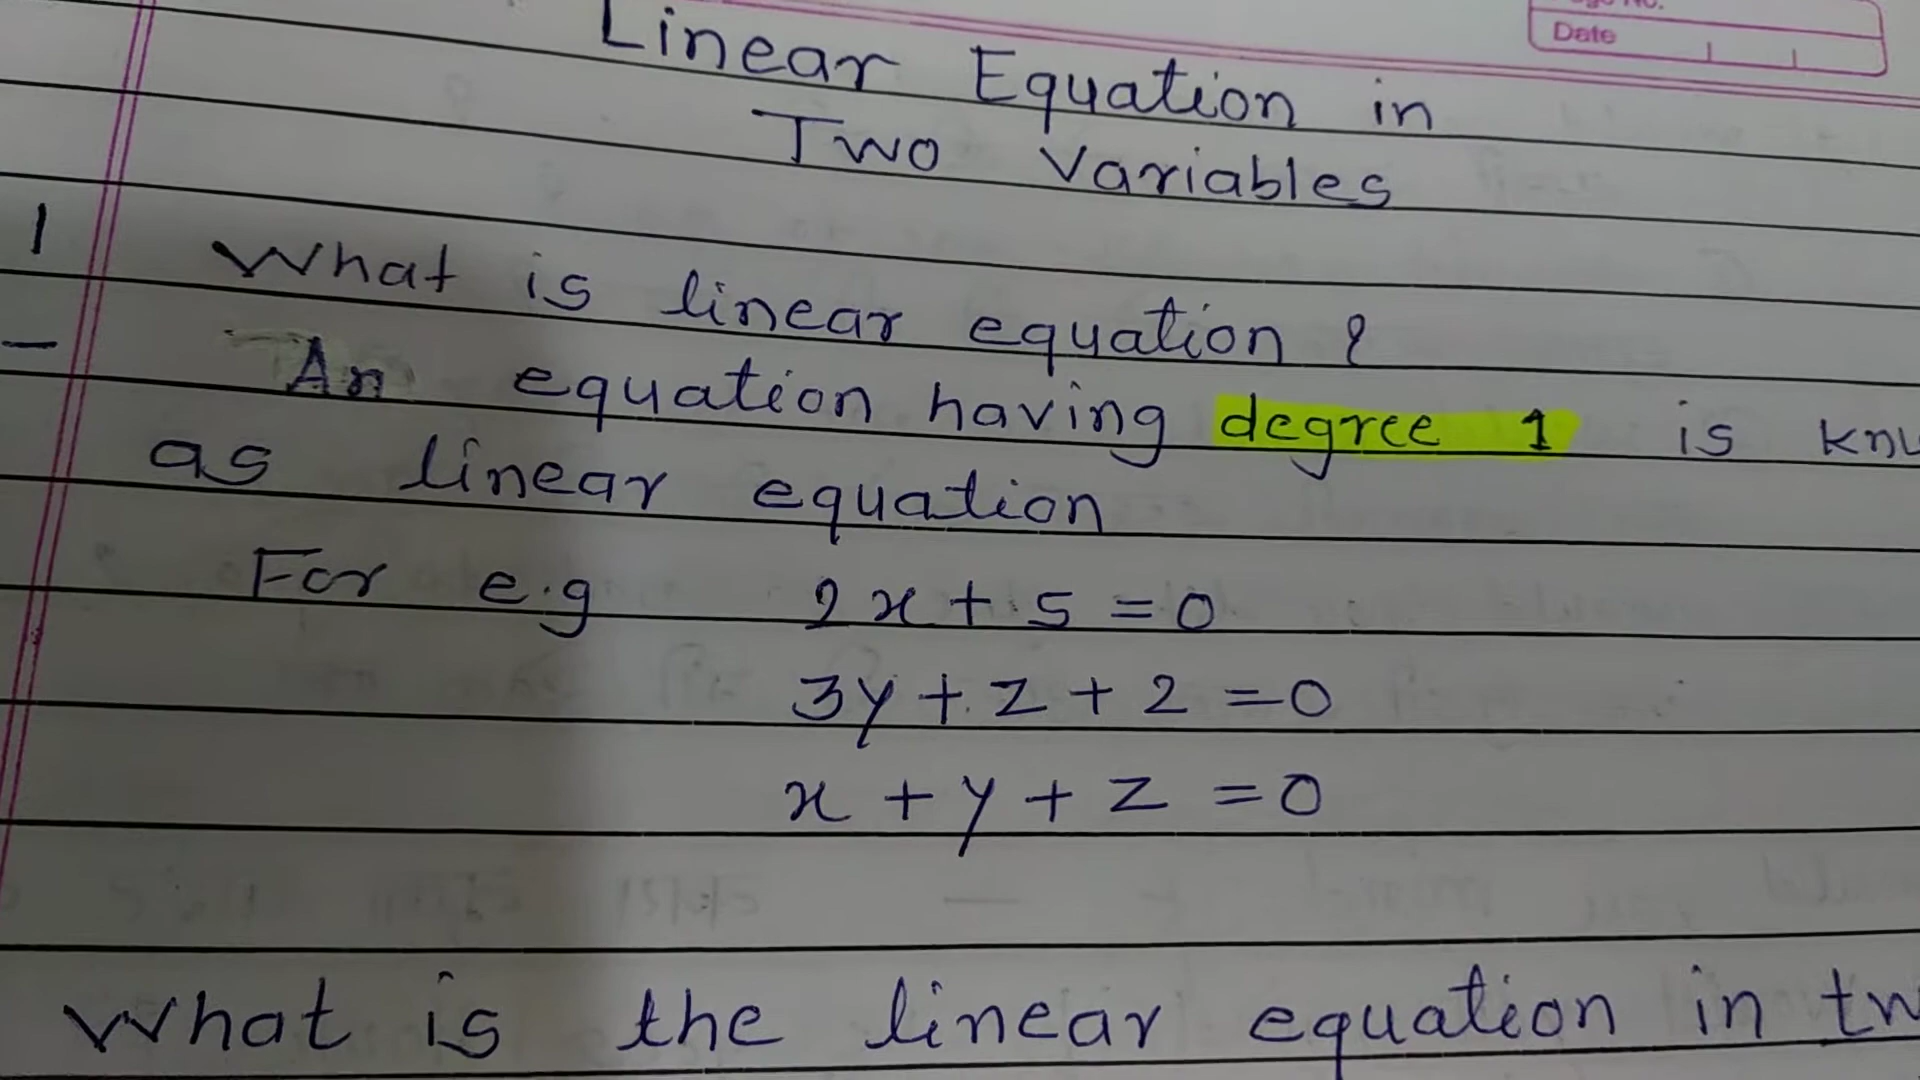 Date
Linear Equation in
Two Variables
1 What is linear equation ?
- An equation having degree 1 is
as linear equation
For e.g 2x + 5 = 0
3y + z + 2 = 0
x + y + z = 0
What is the linear equation in